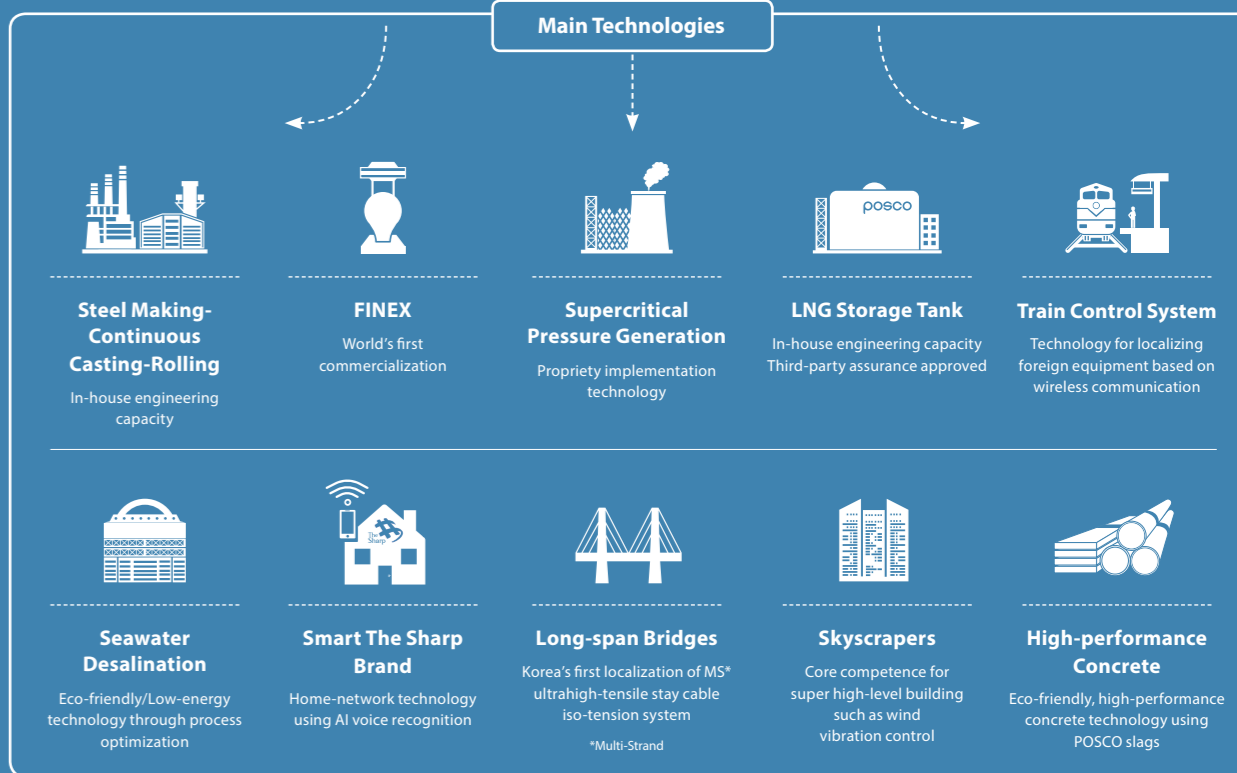 Main Technologies
posco
Steel Making-
Continuous
Casting-Rolling
In-house engineering
capacity
FINEX
World's first
commercialization
Supercritical
Pressure Generation
Propriety implementation
technology
LNG Storage Tank
In-house engineering capacity
Third-party assurance approved
Train Control System
Technology for localizing
foreign equipment based on
wireless communication
The
Sharp
Seawater
Desalination
Eco-friendly/Low-energy
technology through process
optimization
Smart The Sharp
Brand
Home-network technology
using AI voice recognition
Long-span Bridges
Korea's first localization of MS*
ultrahigh-tensile stay cable
iso-tension system
*Multi-Strand
Skyscrapers
Core competence for
super high-level building
such as wind
vibration control
High-performance
Concrete
Eco-friendly, high-performance
concrete technology using
POSCO slags